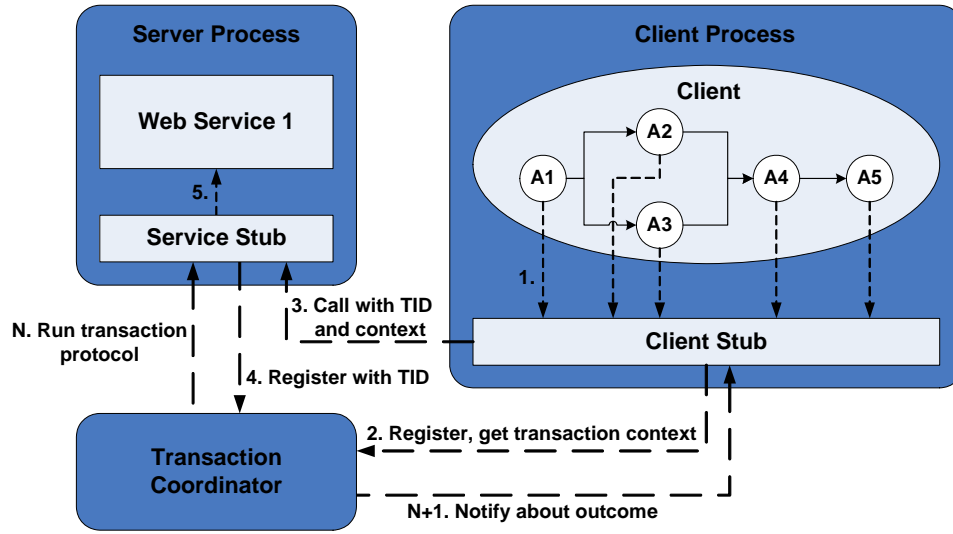 Server Process
Web Service 1
5.
Service Stub
Client Process
Client
A1
A2
A3
A4
A5
1.
Client Stub
3. Call with TID
and context
N. Run transaction
protocol
4. Register with TID
2. Register, get transaction context
Transaction
Coordinator
N+1. Notify about outcome